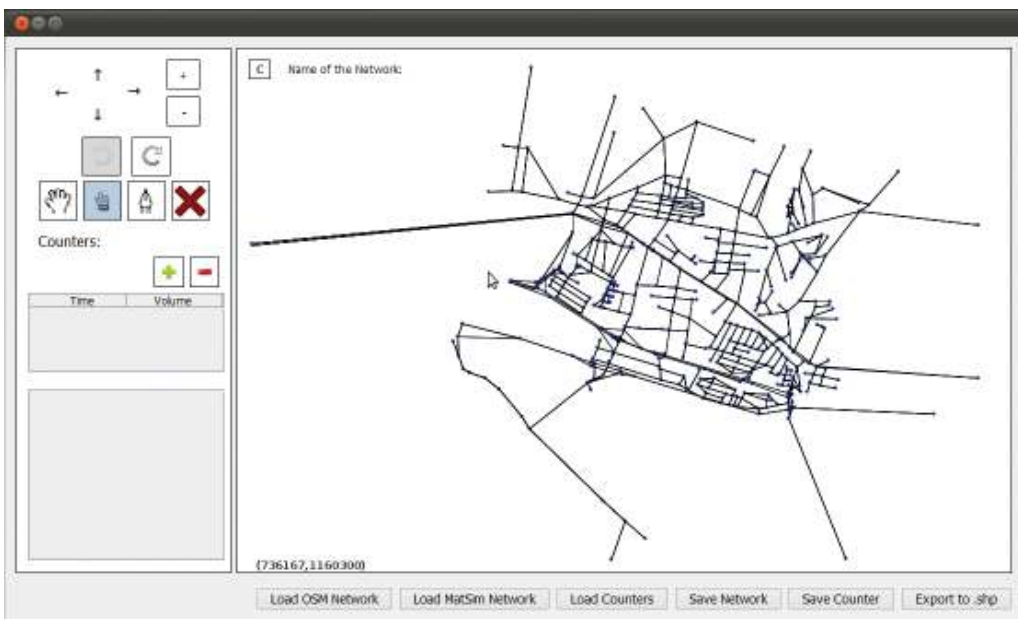 +
-
C Name of the Network:
Counters:
Time Volume
(736167,1160300)
Load OSM Network Load MatSim Network Load Counters Save Network Save Counter Export to .shp